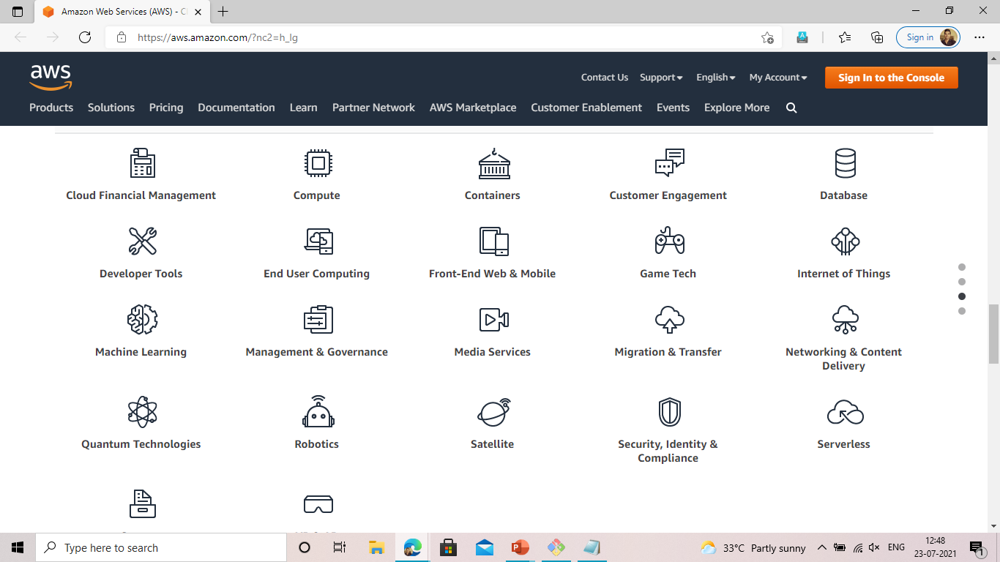 Amazon Web Services (AWS) - Cl
https://aws.amazon.com/?nc2=h_lg
Sign in
aws
Contact Us Support English My Account Sign In to the Console
Products Solutions Pricing Documentation Learn Partner Network AWS Marketplace Customer Enablement Events Explore More
Cloud Financial Management Compute Containers Customer Engagement Database
Developer Tools End User Computing Front-End Web & Mobile Game Tech Internet of Things
Machine Learning Management & Governance Media Services Migration & Transfer Networking & Content
Delivery
Quantum Technologies Robotics Satellite Security, Identity & Serverless
Compliance
Type here to search
33°C Partly sunny ENG 12:48
23-07-2021
1